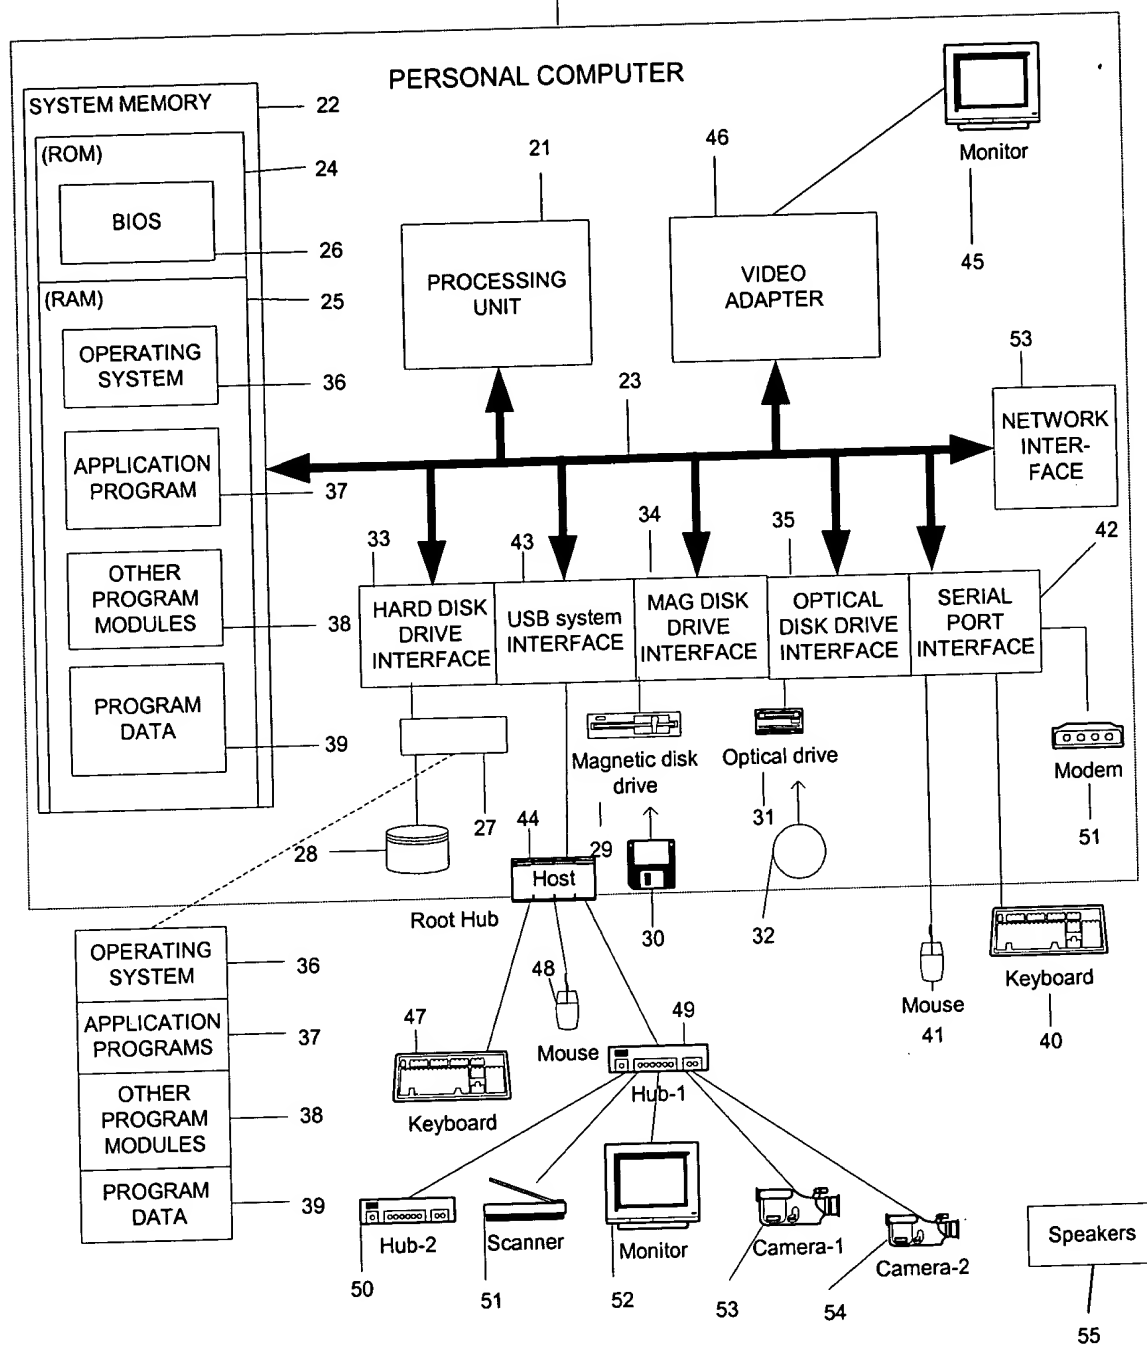 PERSONAL COMPUTER
SYSTEM MEMORY
22
(ROM)
24
BIOS
26
(RAM)
25
OPERATING
SYSTEM
36
APPLICATION
PROGRAM
37
OTHER
PROGRAM
MODULES
38
PROGRAM
DATA
39
21
PROCESSING
UNIT
46
VIDEO
ADAPTER
Monitor
45
23
53
NETWORK
INTER-
FACE
33
HARD DISK
DRIVE
INTERFACE
43
USB system
INTERFACE
34
MAG DISK
DRIVE
INTERFACE
35
OPTICAL
DISK DRIVE
INTERFACE
42
SERIAL
PORT
INTERFACE
Magnetic disk
drive
Optical drive
Modem
27
28
44
29
31
51
Host
Root Hub
30
32
OPERATING
SYSTEM
36
APPLICATION
PROGRAMS
37
OTHER
PROGRAM
MODULES
38
PROGRAM
DATA
39
47
Keyboard
48
Mouse
49
Hub-1
Mouse
41
Keyboard
40
Hub-2
50
Scanner
51
Monitor
52
Camera-1
53
Camera-2
54
Speakers
55